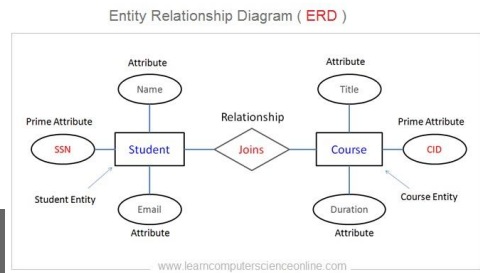 Entity Relationship Diagram ( ERD )
Attribute
Attribute
Name
Title
Relationship
Prime Attribute
Prime Attribute
SSN
Student
Joins
Course
CID
Student Entity
Course Entity
Email
Duration
Attribute
Attribute
www.learncomputerscienceonline.com